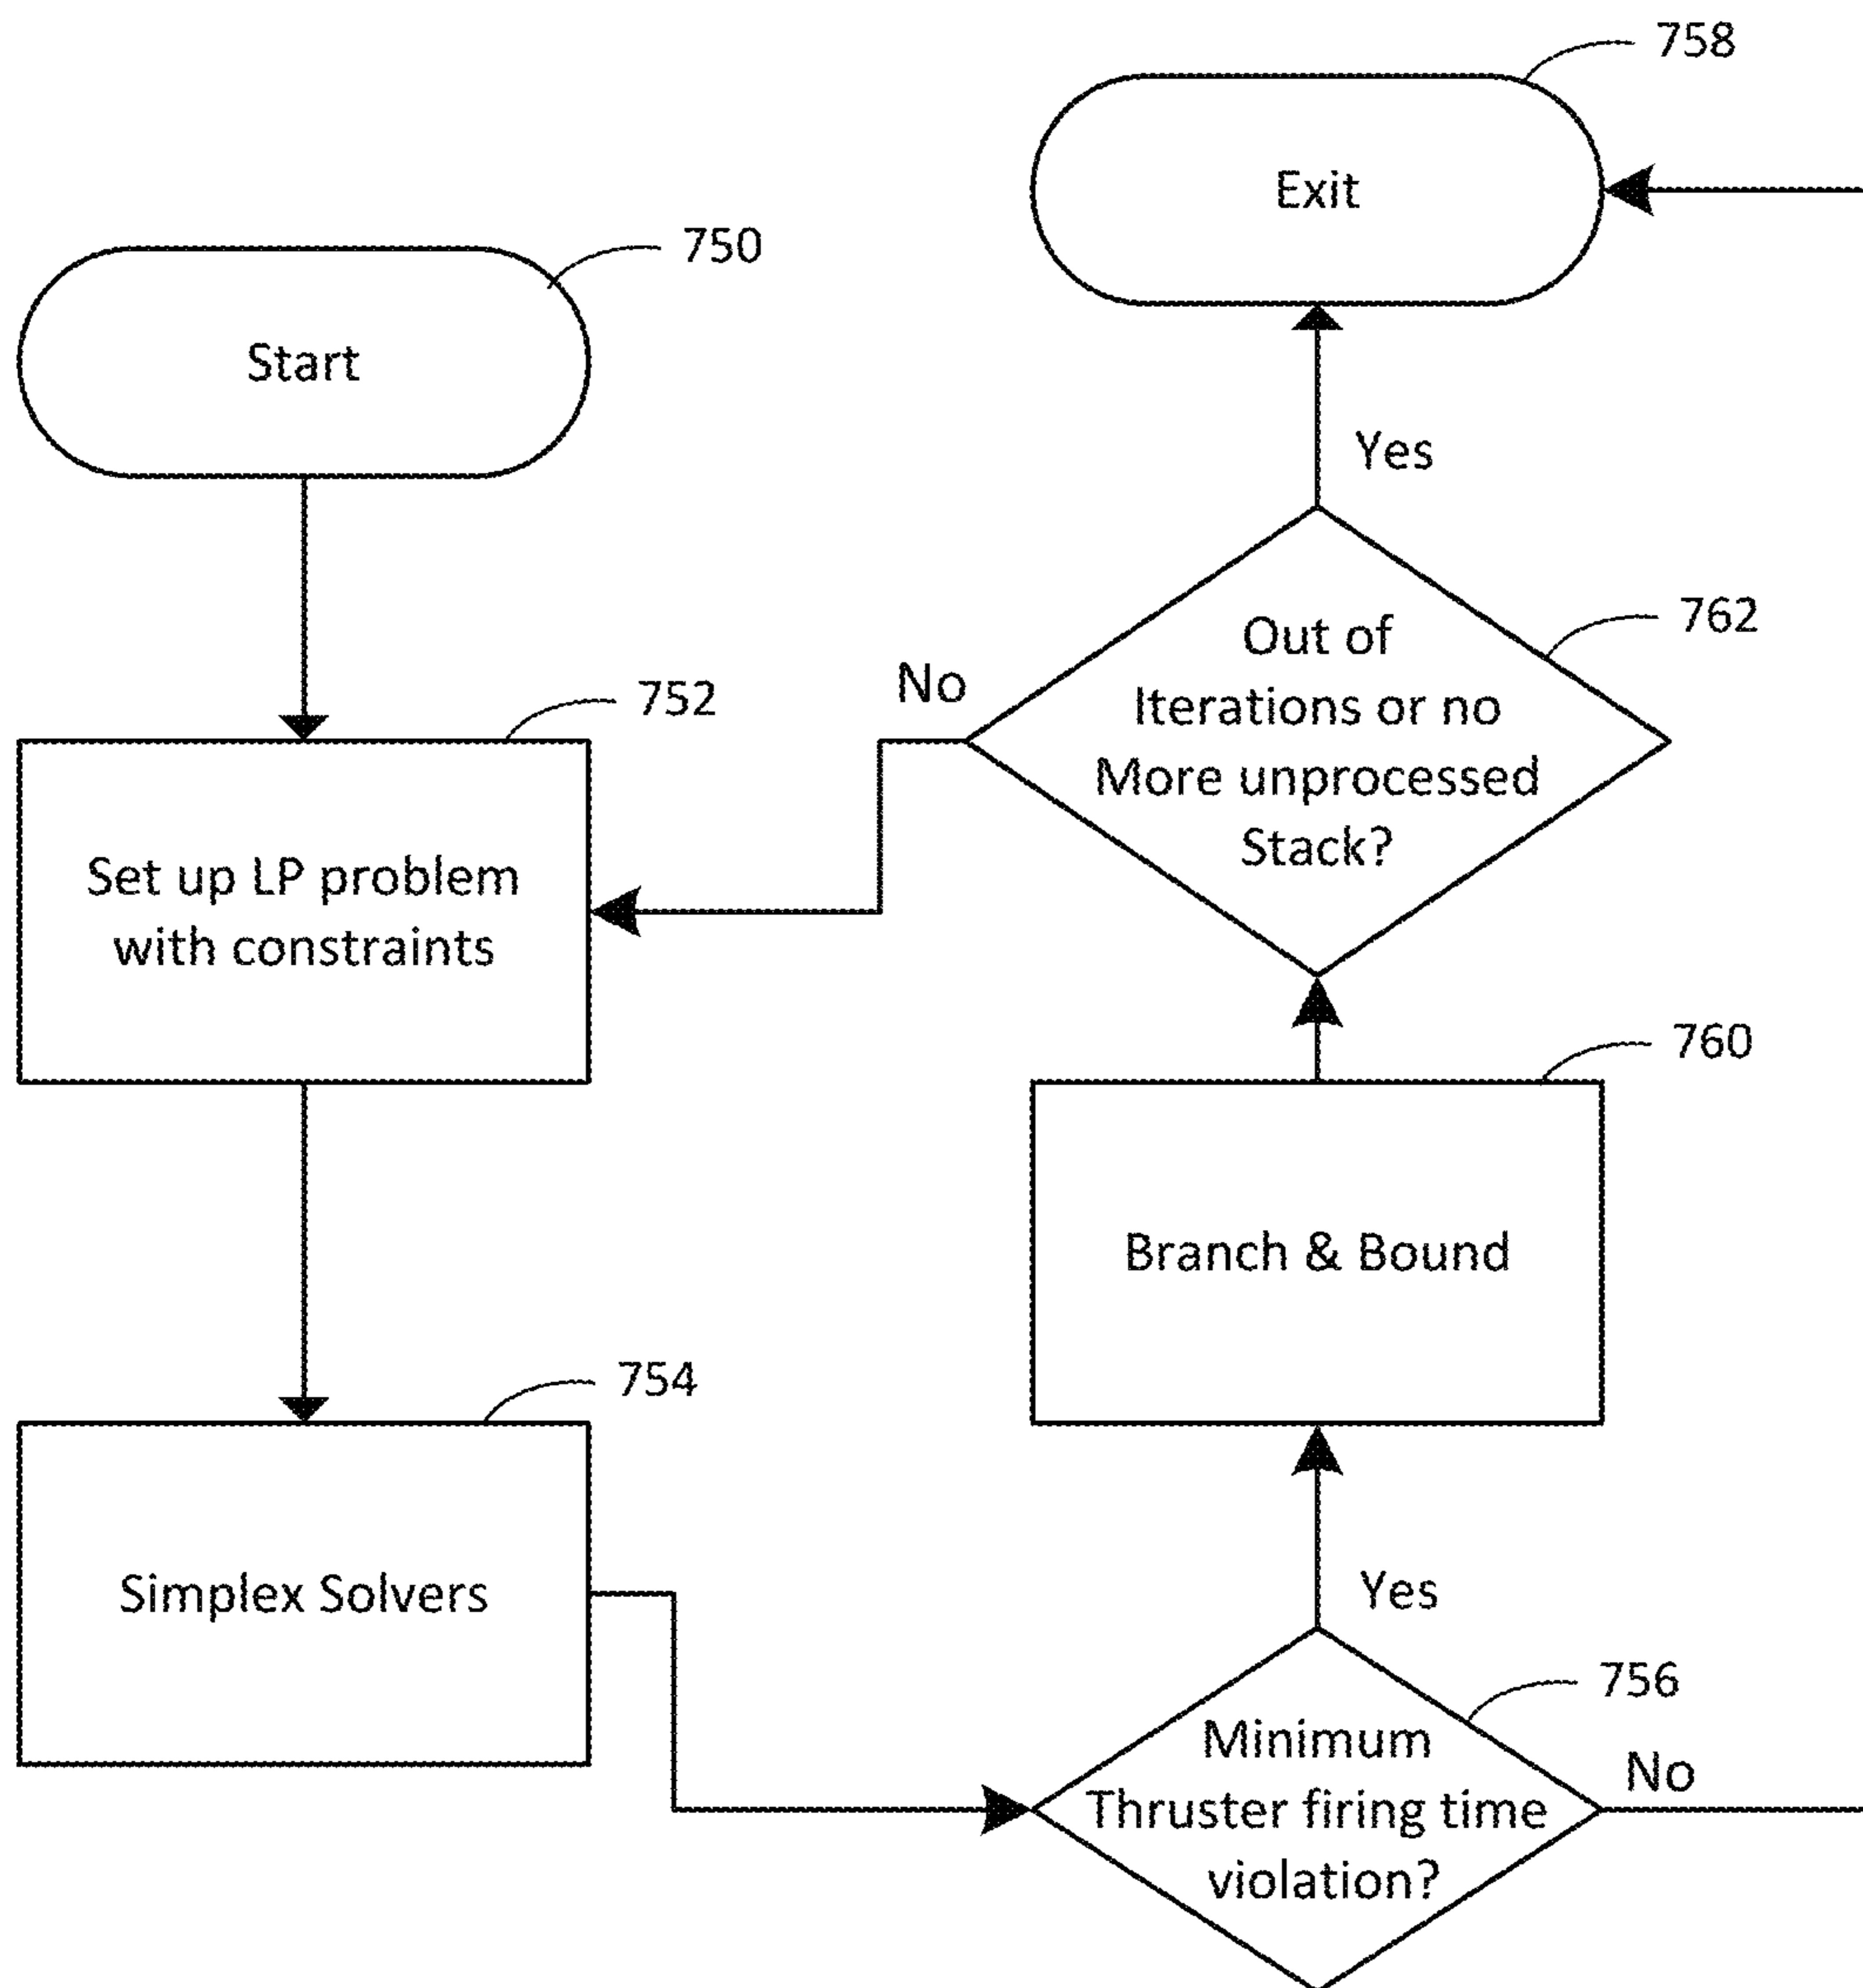 758
Exit
750
Start
Yes
762
Out of
Iterations or no
More unprocessed
Stack?
No
752
Set up LP problem
with constraints
760
Branch & Bound
754
Simplex Solvers
Yes
756
Minimum
Thruster firing time
violation?
No